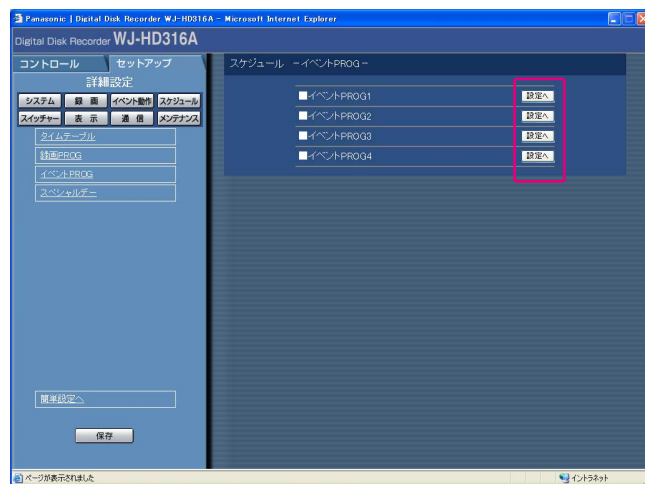 Panasonic | Digital Disk Recorder WJ-HD316A - Microsoft Internet Explorer
Digital Disk Recorder WJ-HD316A
コントロール セットアップ
詳細設定
システム 録 画 イベント動作 スケジュール
スイッチャー 表 示 通 信 メンテナンス
タイムテーブル
録画PROG
イベントPROG
スペシャルデー
簡単設定へ
保存
スケジュール -イベントPROG-
■イベントPROG1 設定へ
■イベントPROG2 設定へ
■イベントPROG3 設定へ
■イベントPROG4 設定へ
ページが表示されました イントラネット